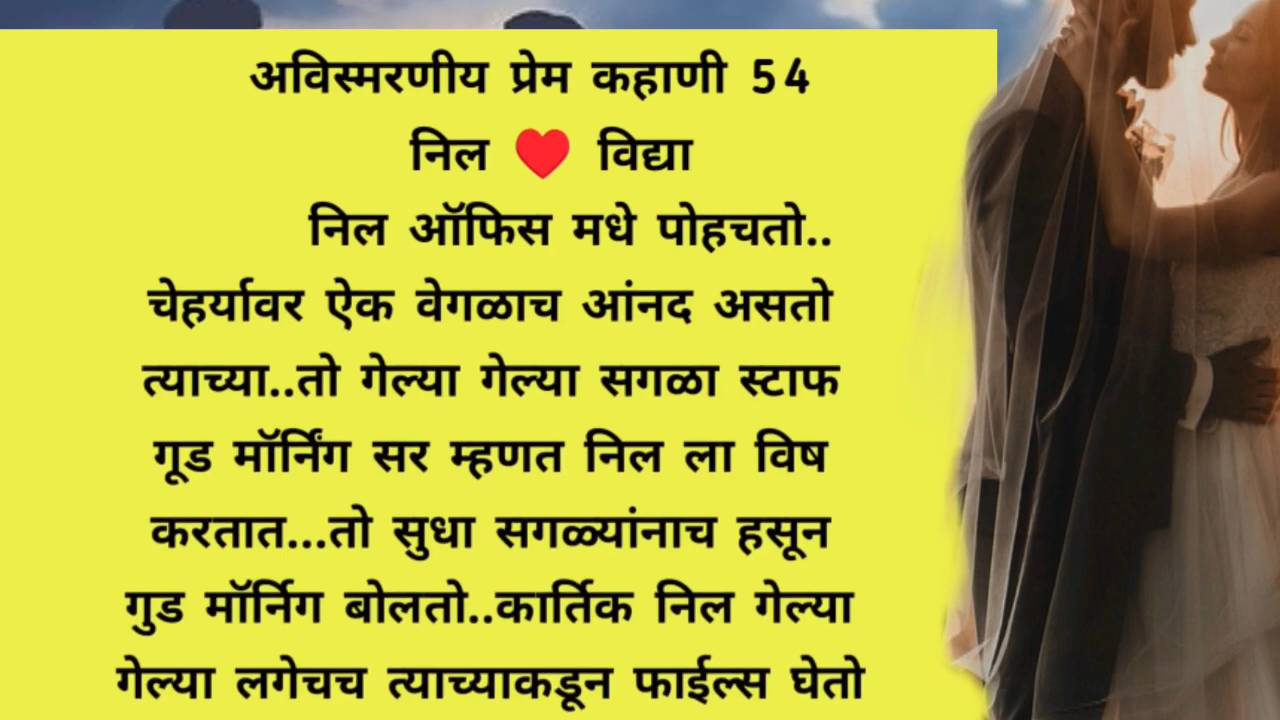 अविस्मरणीय प्रेम कहाणी 54
निल ❤️ विद्या
निल ऑफिस मधे पोहचतो..
चेहर्यावर ऐक वेगळाच आंनद असतो
त्याच्या..तो गेल्या गेल्या सगळा स्टाफ
गूड मॉर्निंग सर म्हणत निल ला विष
करतात...तो सुधा सगळ्यांनाच हसून
गुड मॉर्निग बोलतो..कार्तिक निल गेल्या
गेल्या लगेचच त्याच्याकडून फाईल्स घेतो